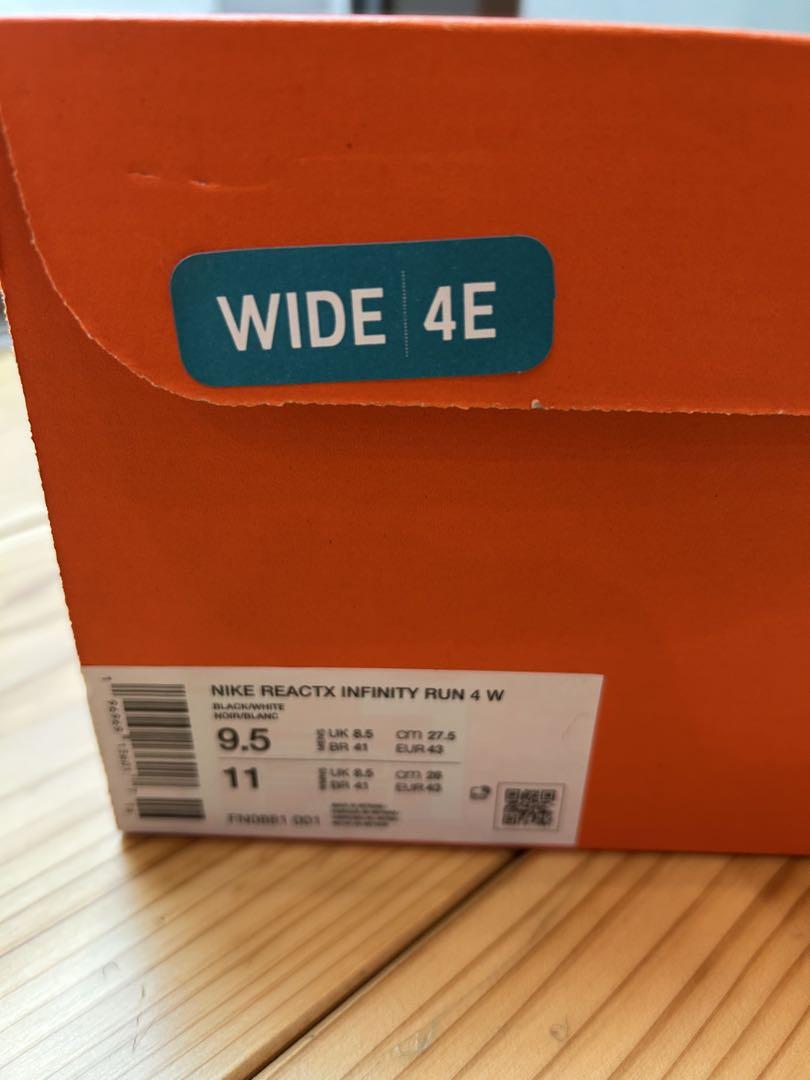 WIDE 4E
NIKE REACTX INFINITY RUN 4 W
BLACK/WHITE
NOIR/BLANC
9.5 UK 8.5 cm 27.5
BR 41 EUR 43
11 UK 8.5 cm 28
BR 41 EUR 43